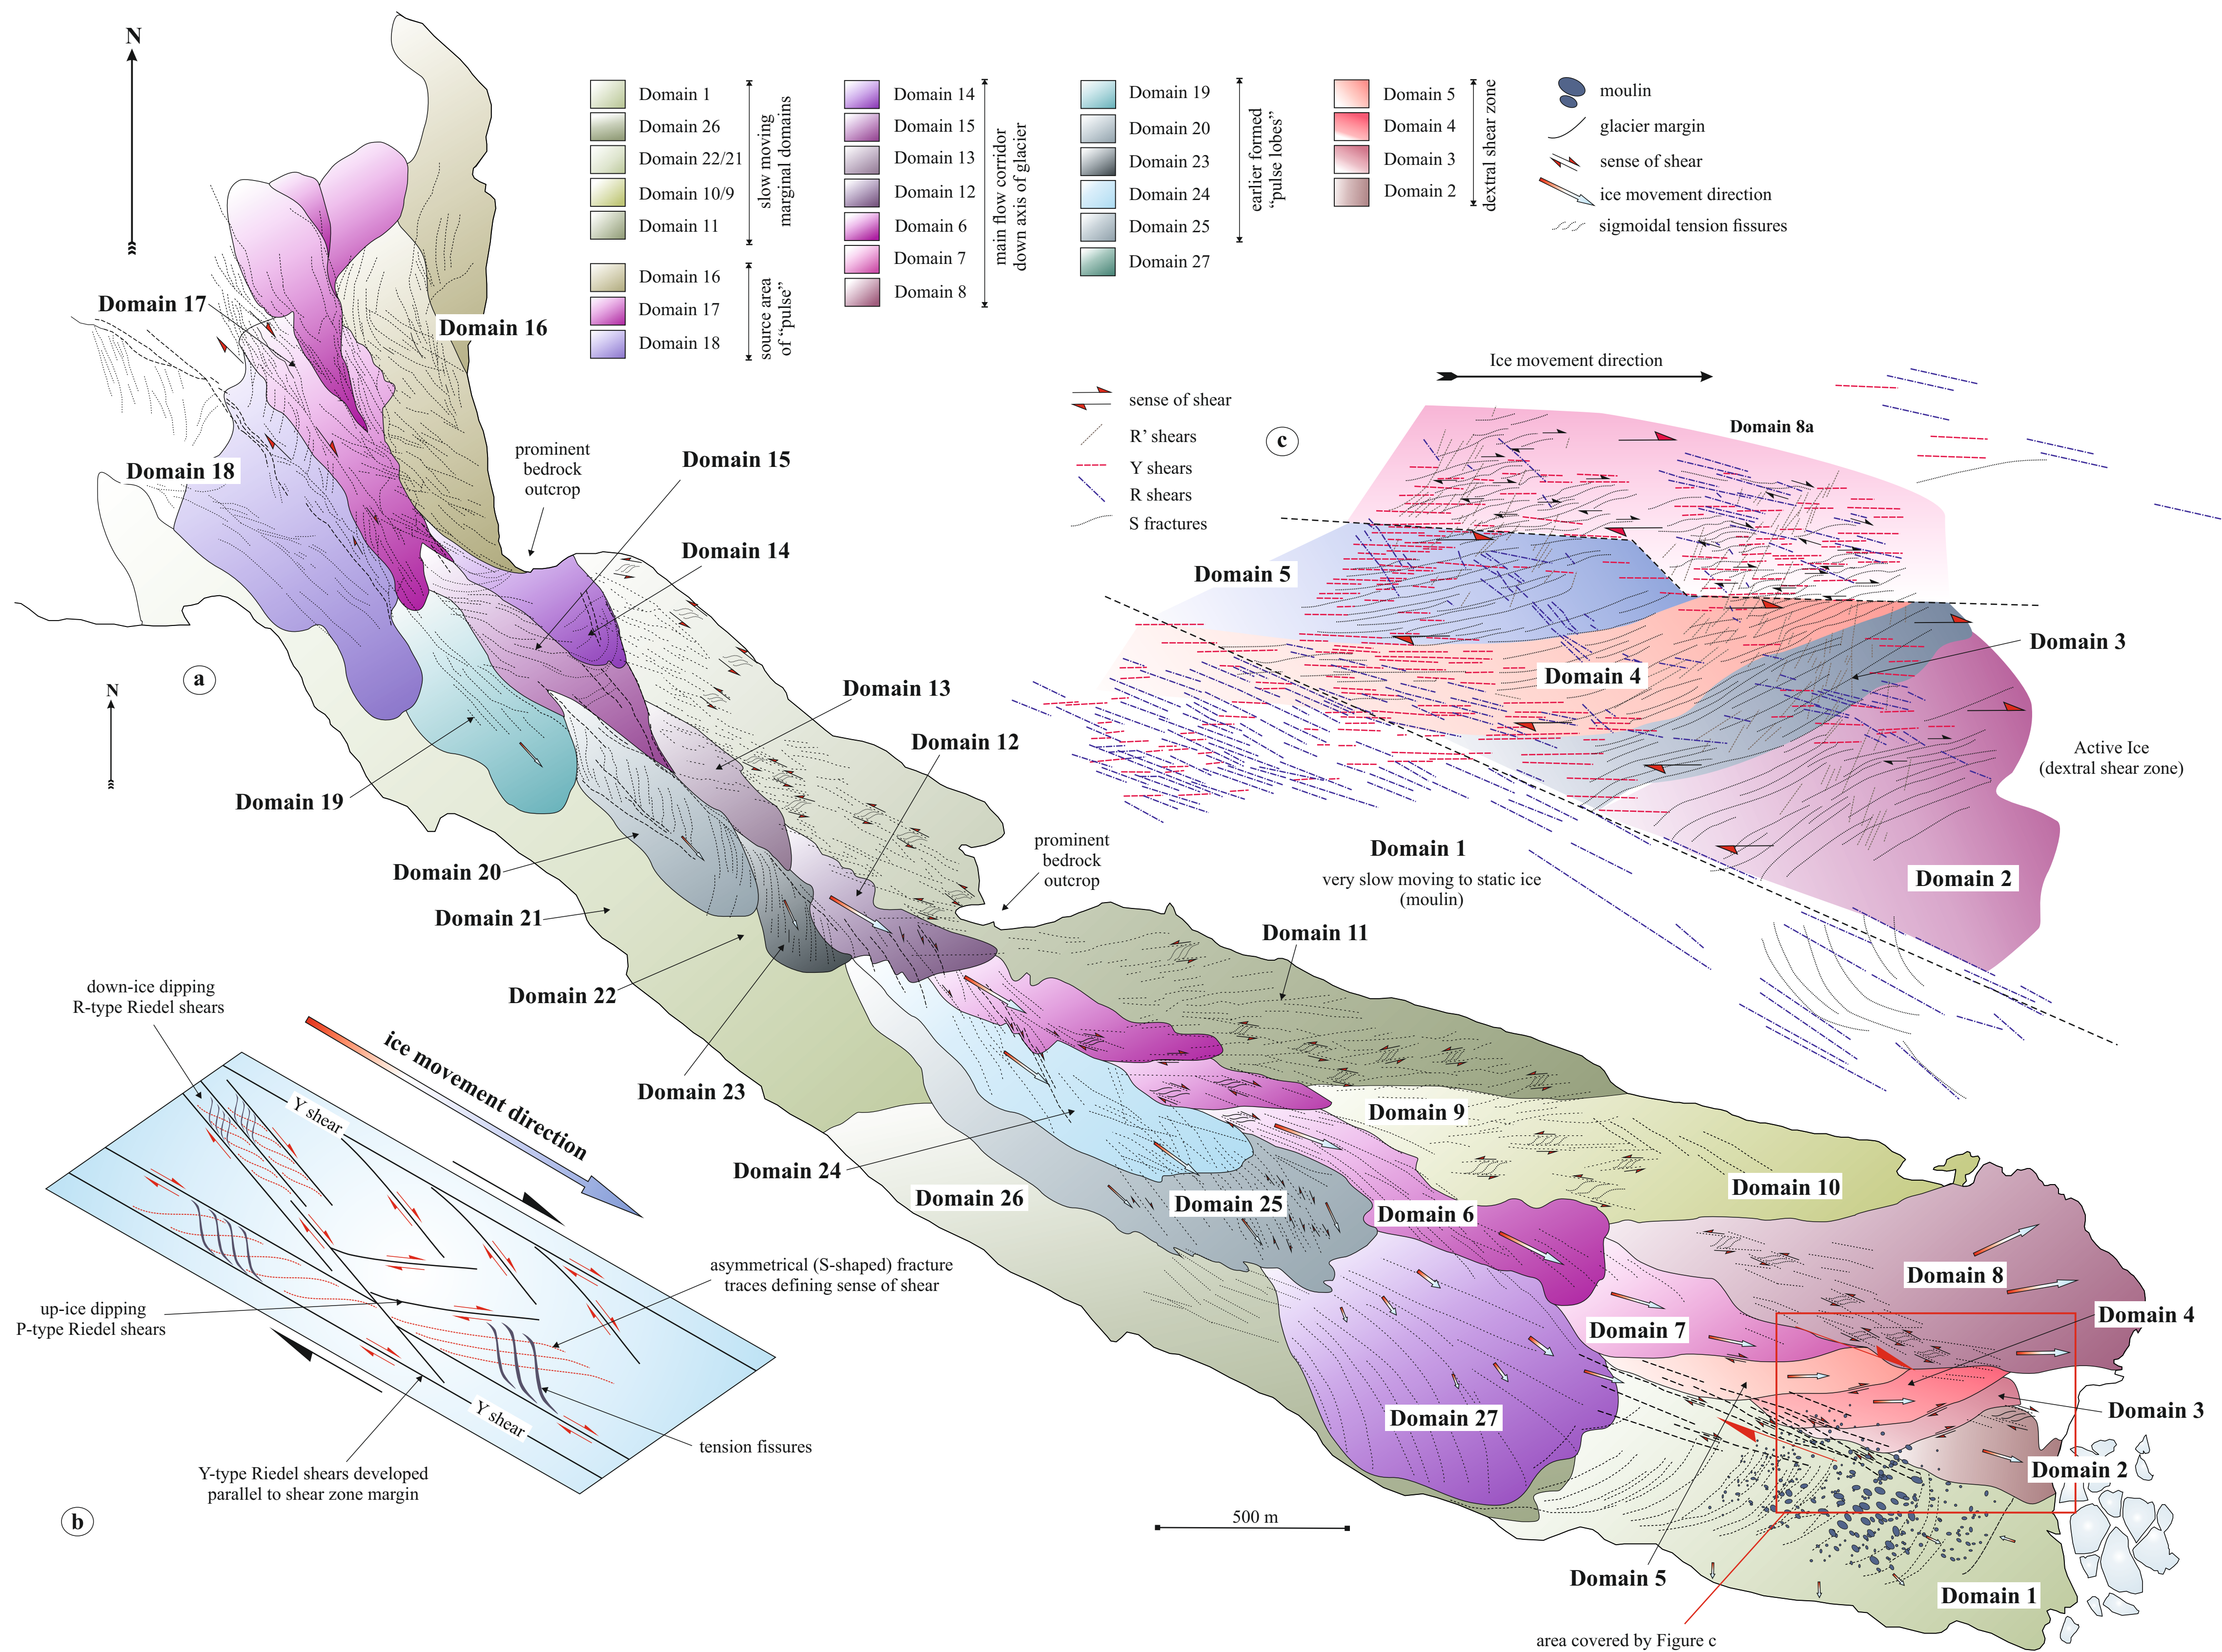 N
Domain 1
Domain 26
Domain 22/21
Domain 10/9
Domain 11
slow moving
marginal domains
Domain 16
Domain 17
Domain 18
source area
of “pulse”
Domain 14
Domain 15
Domain 13
Domain 12
Domain 6
Domain 7
Domain 8
main flow corridor
down axis of glacier
Domain 19
Domain 20
Domain 23
Domain 24
Domain 25
Domain 27
earlier formed
“pulse lobes”
Domain 5
Domain 4
Domain 3
Domain 2
dextral shear zone
moulin
glacier margin
sense of shear
ice movement direction
sigmoidal tension fissures
Domain 17
Domain 16
Domain 18
prominent
bedrock
outcrop
Domain 15
Domain 14
a
Domain 13
Domain 12
Domain 19
Domain 20
Domain 21
Domain 22
Domain 23
prominent
bedrock
outcrop
Domain 11
Domain 9
Domain 10
Domain 24
Domain 26
Domain 25
Domain 6
Domain 8
Domain 7
Domain 4
Domain 3
Domain 27
Domain 2
Domain 5
Domain 1
500 m
area covered by Figure c
N
down-ice dipping
R-type Riedel shears
ice movement direction
Y shear
asymmetrical (S-shaped) fracture
traces defining sense of shear
up-ice dipping
P-type Riedel shears
Y shear
tension fissures
Y-type Riedel shears developed
parallel to shear zone margin
b
Ice movement direction
sense of shear
R’ shears
Y shears
R shears
S fractures
c
Domain 8a
Domain 5
Domain 4
Domain 3
Active Ice
(dextral shear zone)
Domain 1
very slow moving to static ice
(moulin)
Domain 2